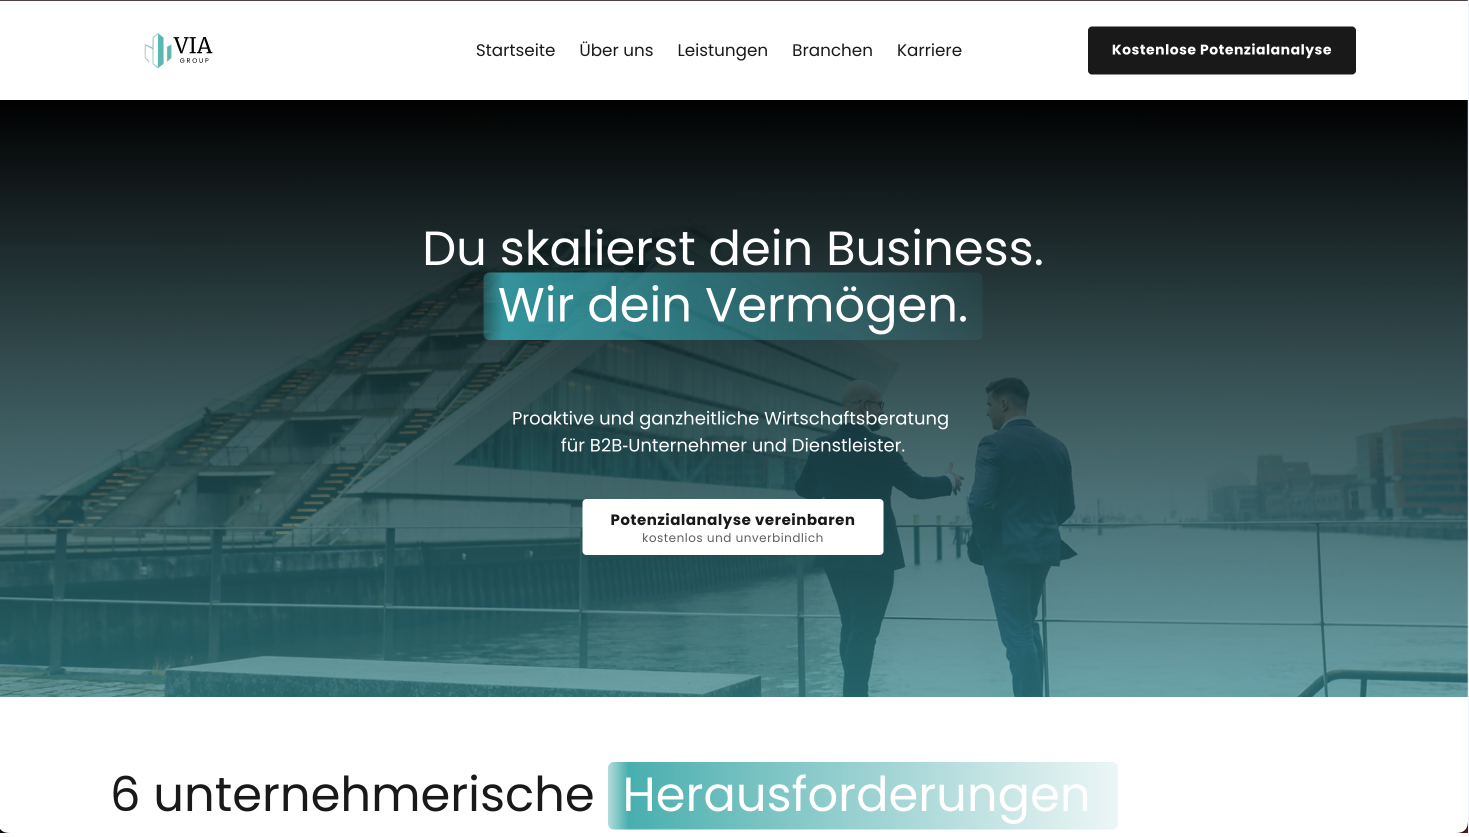 VIA
GROUP
Startseite
Über uns
Leistungen
Branchen
Karriere
Kostenlose Potenzialanalyse
Du skalierst dein Business.
Wir dein Vermögen.
Proaktive und ganzheitliche Wirtschaftsberatung
für B2B-Unternehmer und Dienstleister.
Potenzialanalyse vereinbaren
kostenlos und unverbindlich
6 unternehmerische Herausforderungen